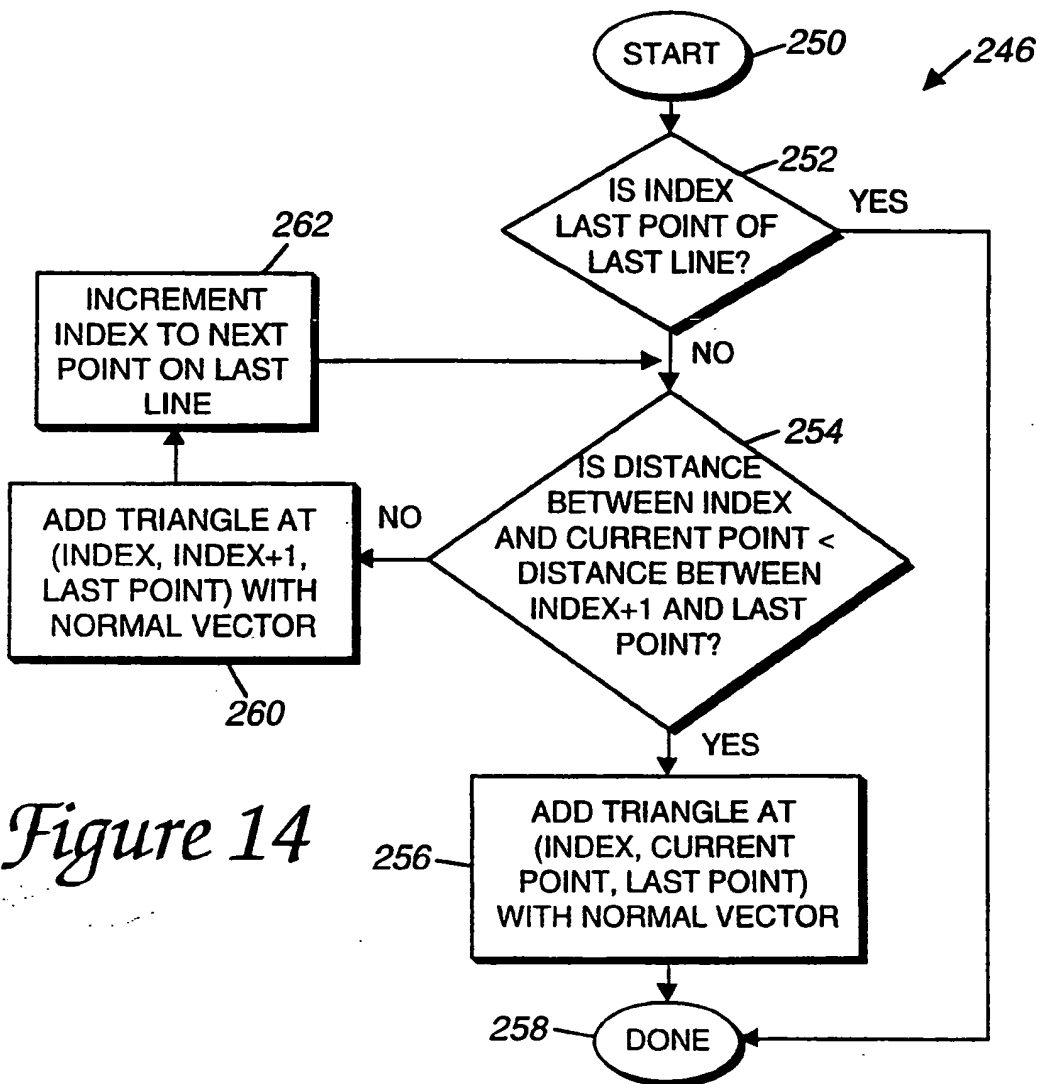 START
250
246
252
IS INDEX
LAST POINT OF
LAST LINE?
YES
262
INCREMENT
INDEX TO NEXT
POINT ON LAST
LINE
NO
254
IS DISTANCE
BETWEEN INDEX
AND CURRENT POINT <
DISTANCE BETWEEN
INDEX+1 AND LAST
POINT?
NO
ADD TRIANGLE AT
(INDEX, INDEX+1,
LAST POINT) WITH
NORMAL VECTOR
260
YES
ADD TRIANGLE AT
(INDEX, CURRENT
POINT, LAST POINT)
WITH NORMAL VECTOR
256
Figure 14
258
DONE